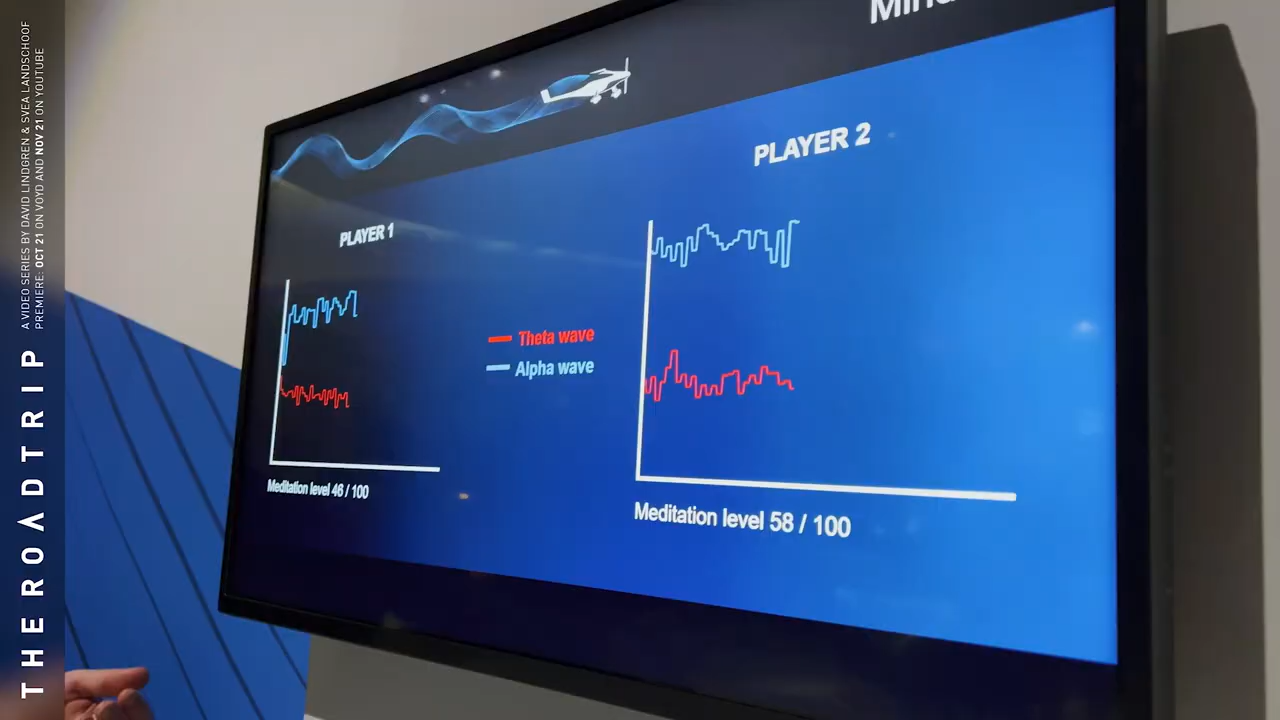 THE ROADTRIP
A VIDEO SERIES BY DAVID LINDGREN & SVEA LANDSCHOOF
PREMIERE: OCT 21 ON VOYD AND NOV 21 ON YOUTUBE
PLAYER 1
PLAYER 2
Theta wave
Alpha wave
Meditation level 46 / 100
Meditation level 58 / 100